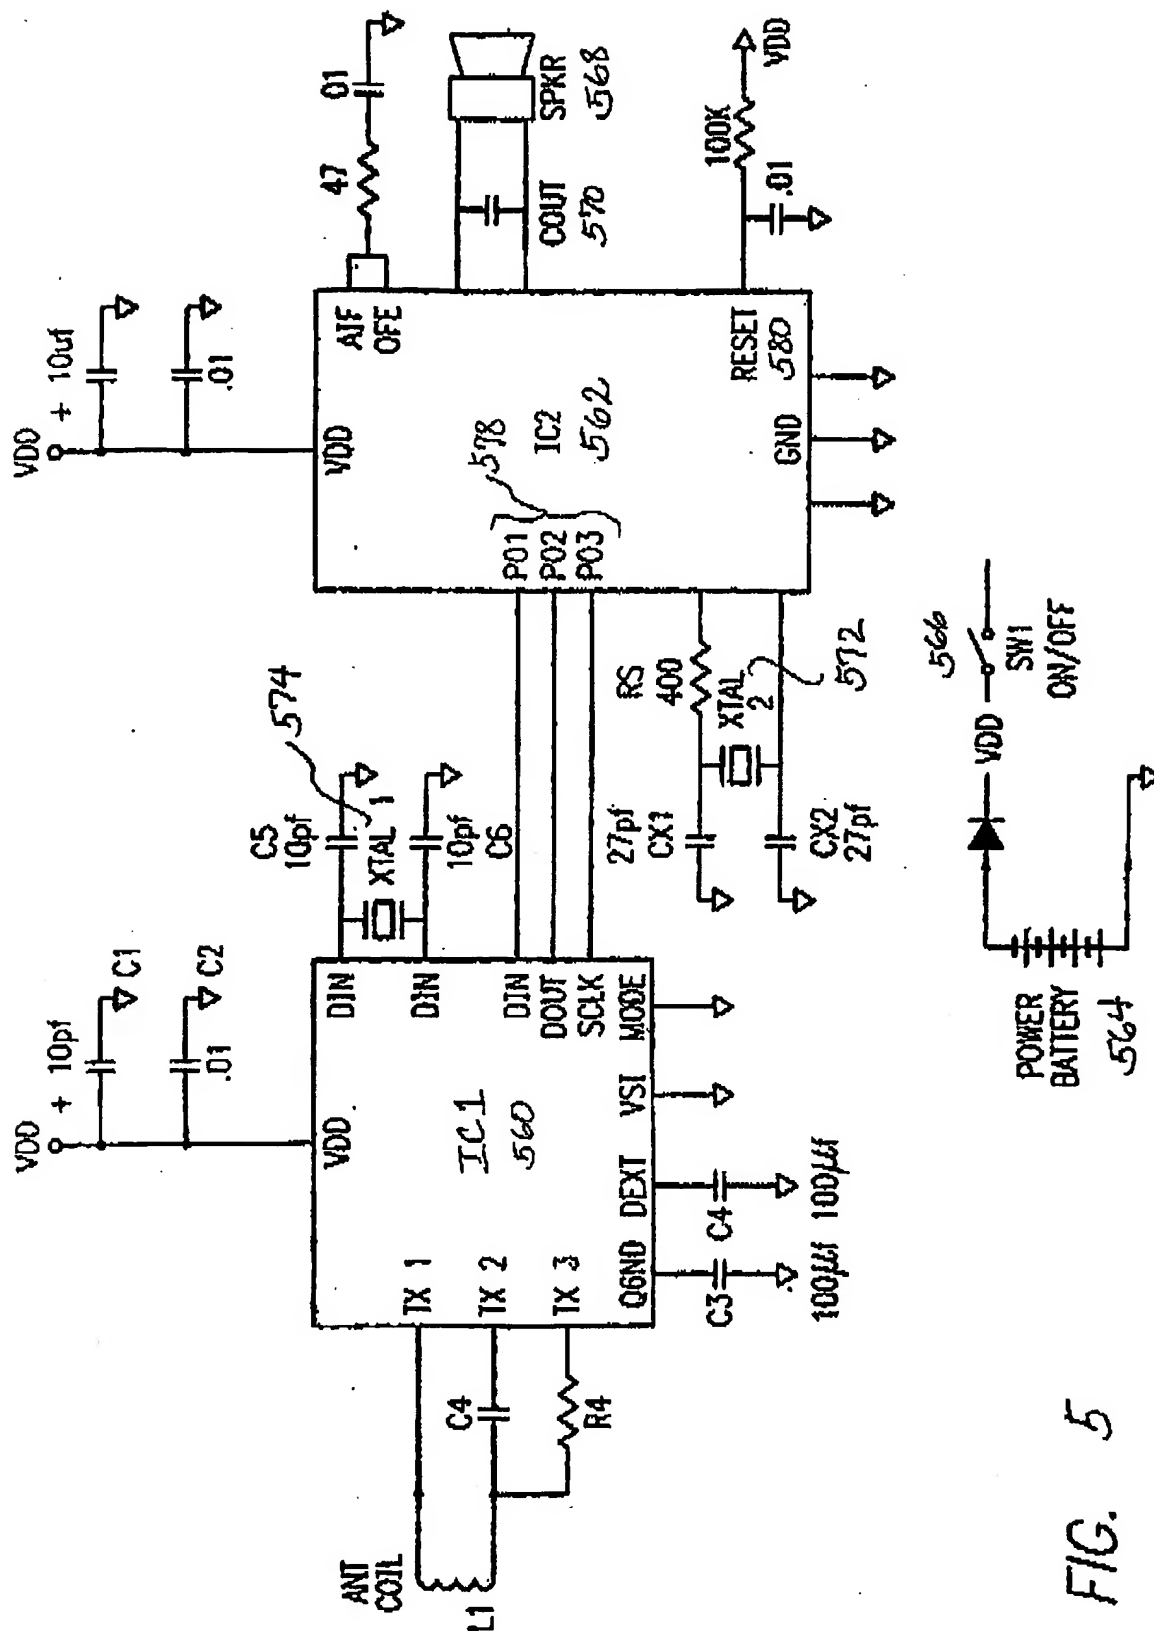 VDD
+ 10pf
C1
C2
.01
VDD
IC1
560
ANT
COIL
L1
C4
R4
TX 1
TX 2
TX 3
DIN
DIN
DIN
DOUT
SCLK
MODE
VSI
DEXT
QGND
C3
100µf
C4
100µf
C5
10pf
XTAL
1
574
10pf
C6
VDD
+ 10uf
.01
VDD
578
IC2
562
PO1
PO2
PO3
AIF
OFE
47
01
SPKR
568
COUT
570
RESET
580
100K
VDD
.01
GND
RS
400
XTAL
2
572
27pf
CX1
CX2
27pf
POWER
BATTERY
564
VDD
566
SW1
ON/OFF
FIG. 5